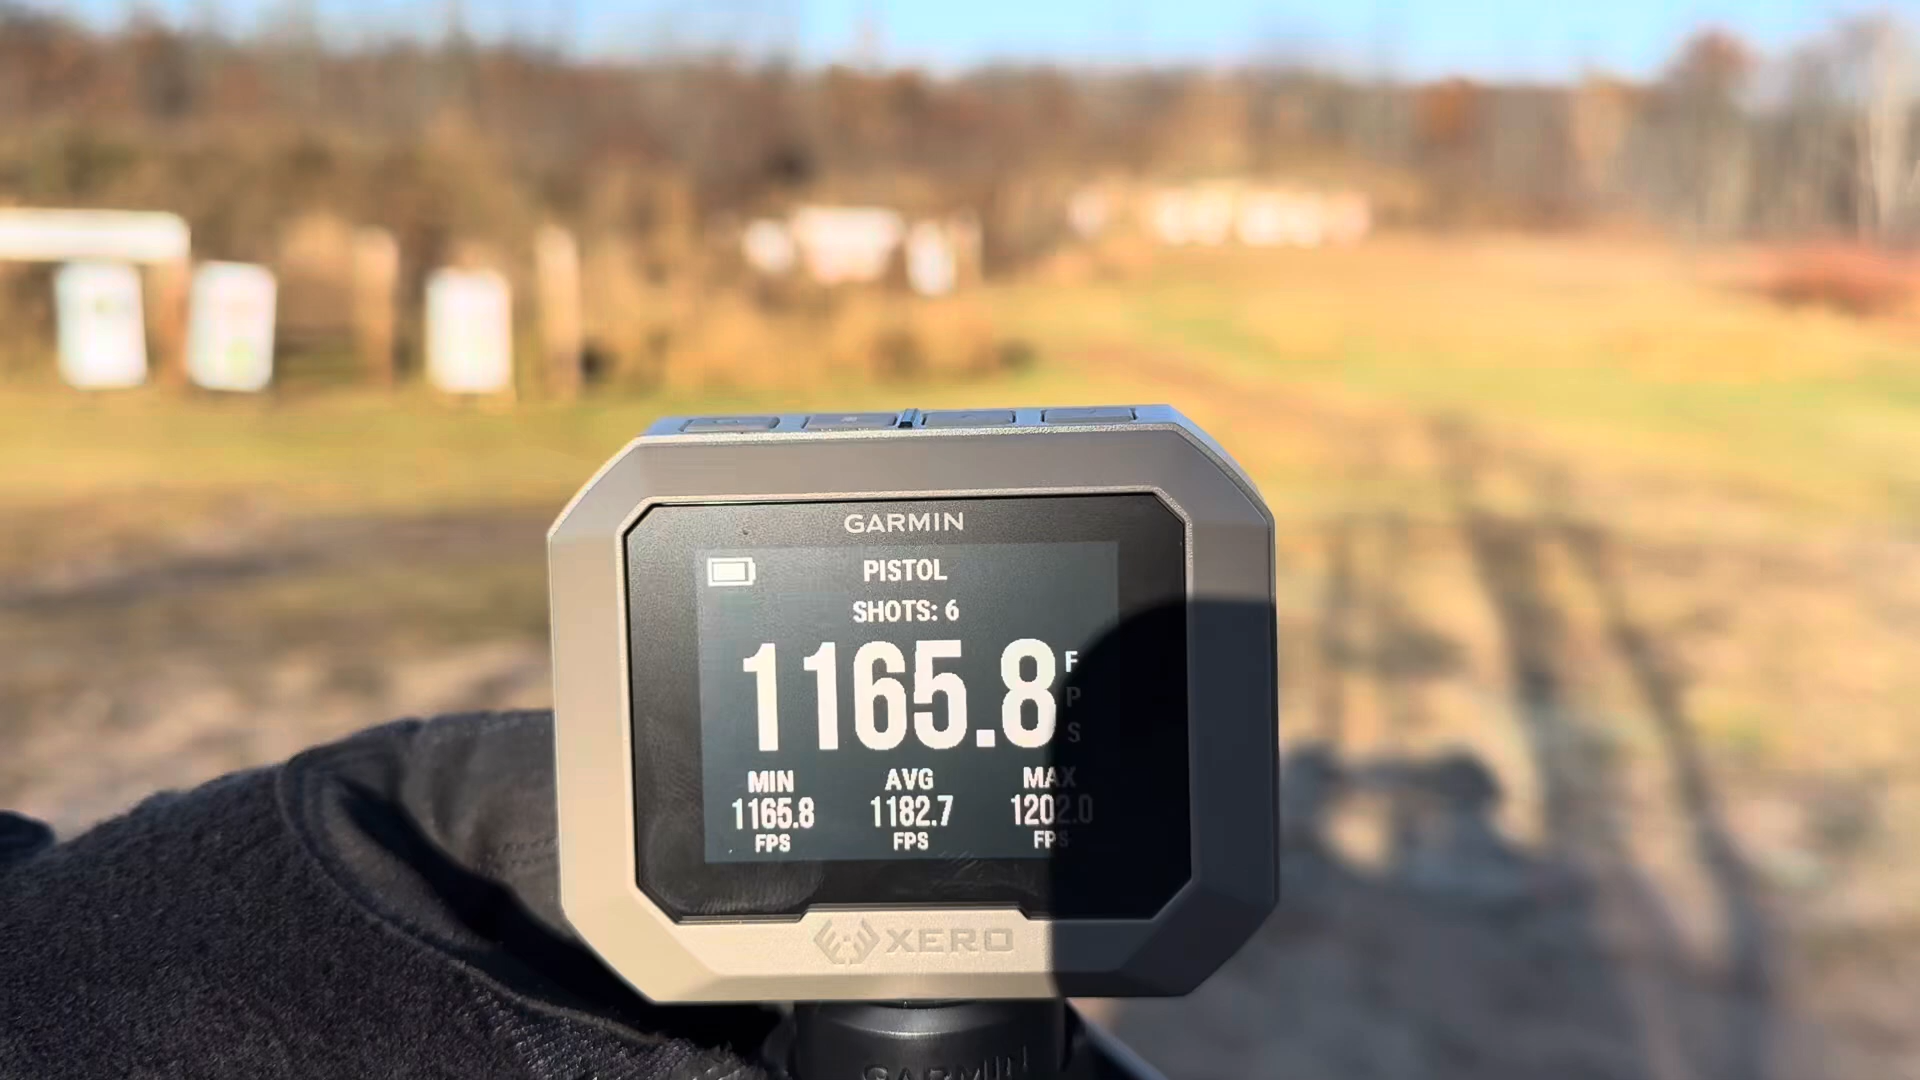 GARMIN
PISTOL
SHOTS: 6
1165.8 FPS
MIN AVG MAX
1165.8 1182.7 1202.0
FPS FPS FPS
XERO
GARMIN